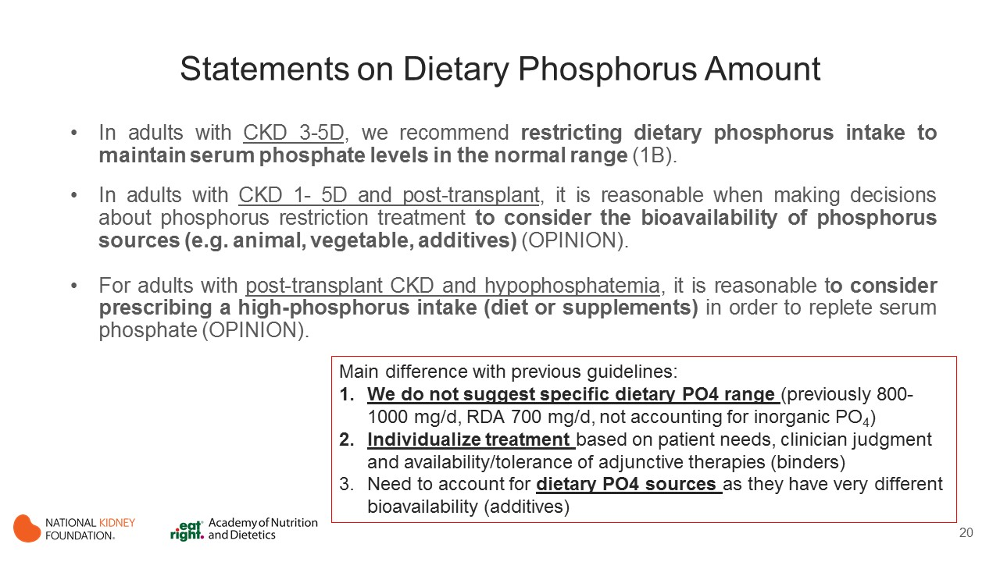 Statements on Dietary Phosphorus Amount
• In adults with CKD 3-5D, we recommend restricting dietary phosphorus intake to
maintain serum phosphate levels in the normal range (1B).
• In adults with CKD 1- 5D and post-transplant, it is reasonable when making decisions
about phosphorus restriction treatment to consider the bioavailability of phosphorus
sources (e.g. animal, vegetable, additives) (OPINION).
• For adults with post-transplant CKD and hypophosphatemia, it is reasonable to consider
prescribing a high-phosphorus intake (diet or supplements) in order to replete serum
phosphate (OPINION).
Main difference with previous guidelines:
1. We do not suggest specific dietary PO4 range (previously 800-
1000 mg/d, RDA 700 mg/d, not accounting for inorganic PO₄)
2. Individualize treatment based on patient needs, clinician judgment
and availability/tolerance of adjunctive therapies (binders)
3. Need to account for dietary PO4 sources as they have very different
bioavailability (additives)
NATIONAL KIDNEY
FOUNDATION®
eat
right.
Academy of Nutrition
and Dietetics
20